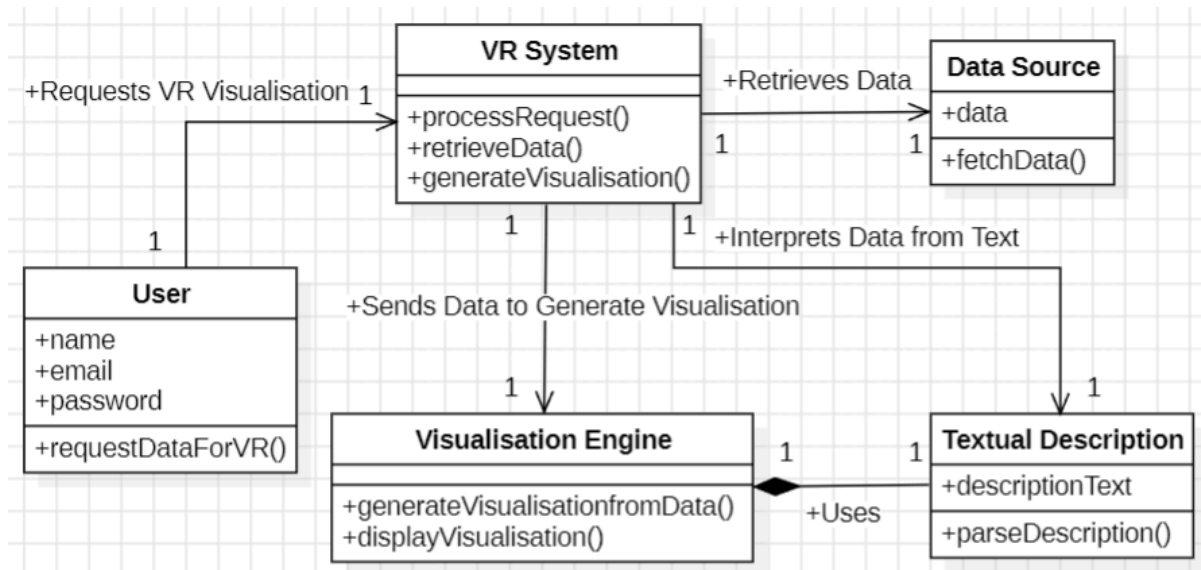 VR System
+processRequest()
+retrieveData()
+generateVisualisation()
+Retrieves Data
1
1
Data Source
+data
+fetchData()
+Requests VR Visualisation
1
1
User
+name
+email
+password
+requestDataForVR()
1
+Sends Data to Generate Visualisation
1
1
+Interprets Data from Text
1
Visualisation Engine
+generateVisualisationfromData()
+displayVisualisation()
1
1
+Uses
Textual Description
+descriptionText
+parseDescription()